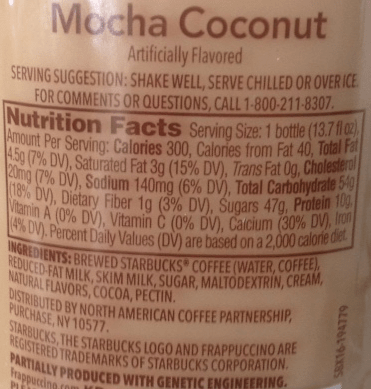 Mocha Coconut
Artificially Flavored
SERVING SUGGESTION: SHAKE WELL, SERVE CHILLED OR OVER ICE.
FOR COMMENTS OR QUESTIONS, CALL 1-800-211-8307.
Nutrition Facts Serving Size: 1 bottle (13.7 fl oz),
Amount Per Serving: Calories 300, Calories from Fat 40, Total Fat
4.5g (7% DV), Saturated Fat 3g (15% DV), Trans Fat 0g, Cholesterol
20mg (7% DV), Sodium 140mg (6% DV), Total Carbohydrate 54g
(18% DV), Dietary Fiber 1g (3% DV), Sugars 47g, Protein 10g,
Vitamin A (0% DV), Vitamin C (0% DV), Calcium (30% DV), Iron
(4% DV). Percent Daily Values (DV) are based on a 2,000 calorie diet.
INGREDIENTS: BREWED STARBUCKS® COFFEE (WATER, COFFEE),
REDUCED-FAT MILK, SKIM MILK, SUGAR, MALTODEXTRIN, CREAM,
NATURAL FLAVORS, COCOA, PECTIN.
DISTRIBUTED BY NORTH AMERICAN COFFEE PARTNERSHIP,
PURCHASE, NY 10577.
STARBUCKS, THE STARBUCKS LOGO AND FRAPPUCCINO ARE
REGISTERED TRADEMARKS OF STARBUCKS CORPORATION.
PARTIALLY PRODUCED WITH GENETIC ENGINEERING.
SBX16-194779